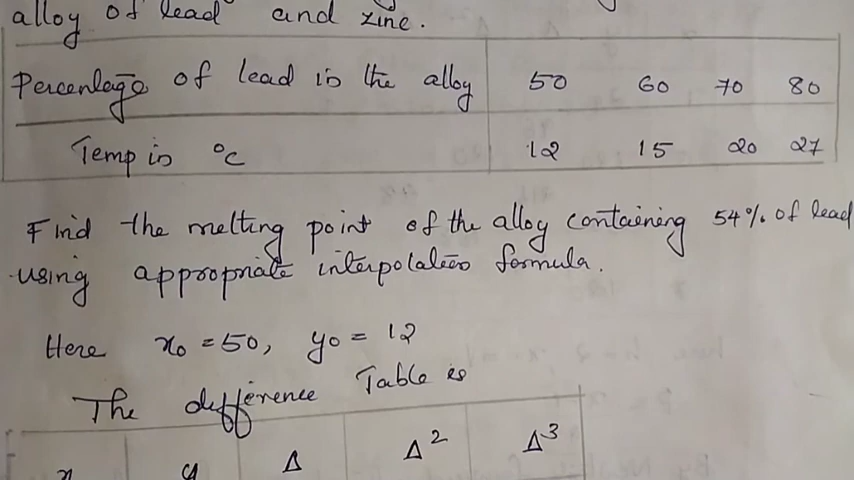 alloy of lead and zinc.
Percentage of lead in the alloy 50 60 70 80
Temp in °C 12 15 20 27
Find the melting point of the alloy containing 54% of lead
using appropriate interpolation formula.
Here x₀ = 50, y₀ = 12
The difference Table is
x y Δ Δ² Δ³